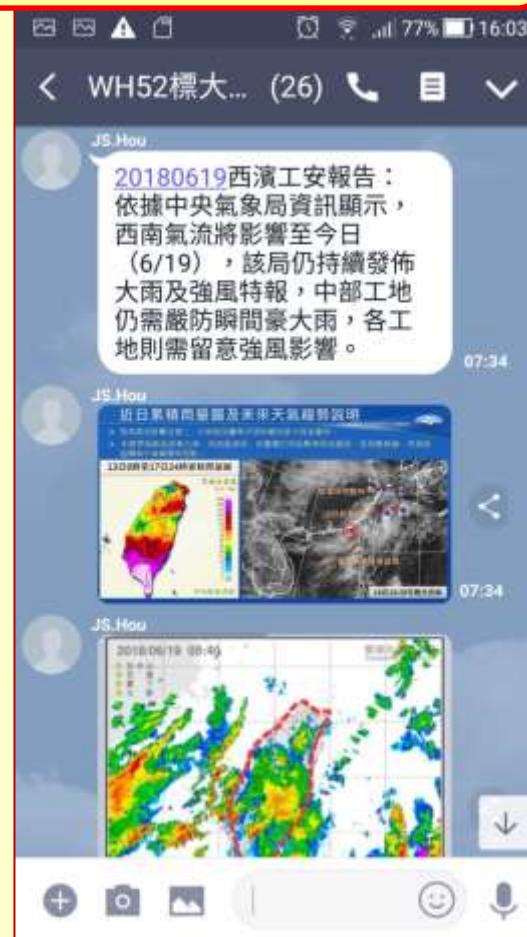 77% 16:03
WH52標大... (26)
JS.Hou
20180619西濱工安報告：
依據中央氣象局資訊顯示，
西南氣流將影響至今日
（6/19），該局仍持續發佈
大雨及強風特報，中部工地
仍需嚴防瞬間豪大雨，各工
地則需留意強風影響。
07:34
JS.Hou
近日累積雨量圖及未來天氣趨勢說明
07:34
JS.Hou
2018/06/19